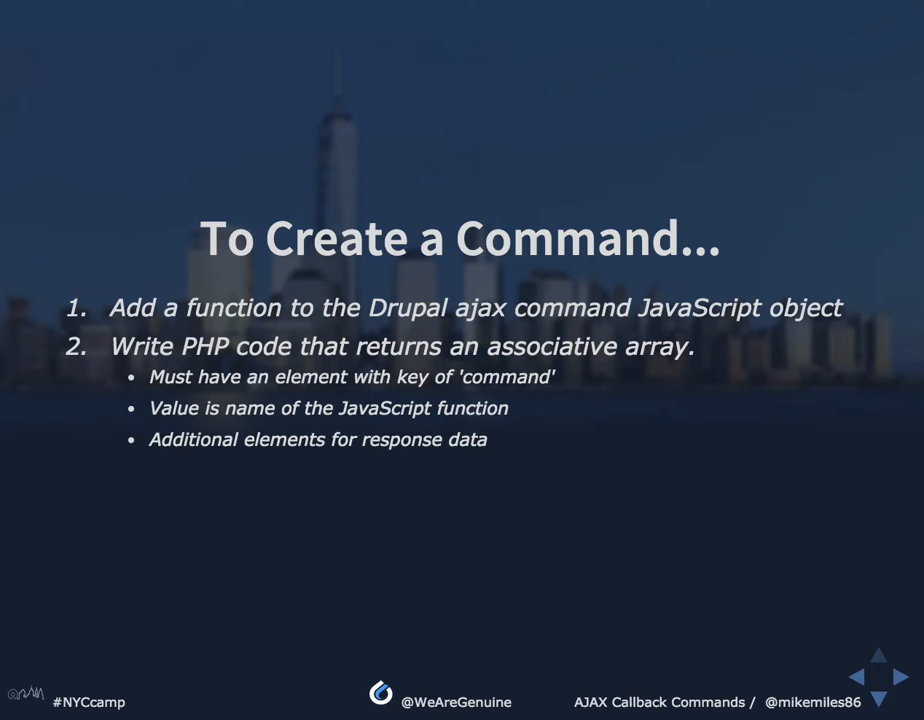 To Create a Command...
1. Add a function to the Drupal ajax command JavaScript object
2. Write PHP code that returns an associative array.
• Must have an element with key of 'command'
• Value is name of the JavaScript function
• Additional elements for response data
#NYCcamp
@WeAreGenuine
AJAX Callback Commands / @mikemiles86